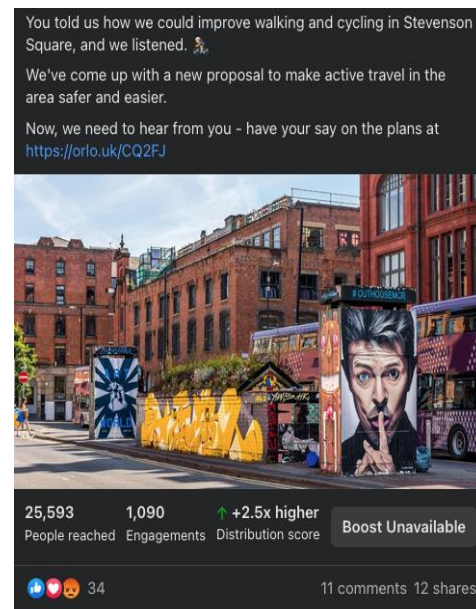 You told us how we could improve walking and cycling in Stevenson
Square, and we listened. 🚴
We've come up with a new proposal to make active travel in the
area safer and easier.
Now, we need to hear from you - have your say on the plans at
https://orlo.uk/CQ2FJ
#OUTHOUSEMCR
WORLD
25,593
People reached
1,090
Engagements
↑ +2.5x higher
Distribution score
Boost Unavailable
34
11 comments 12 shares